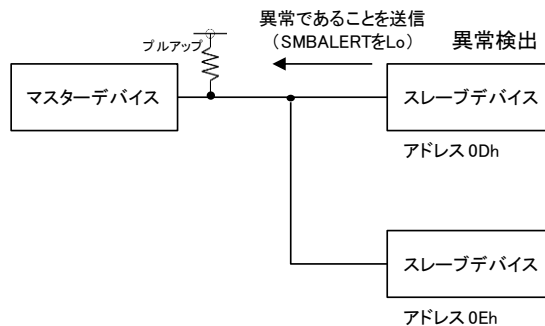 異常であることを送信
（SMBALERTをLo）
異常検出
プルアップ
マスターデバイス
スレーブデバイス
アドレス 0Dh
スレーブデバイス
アドレス 0Eh